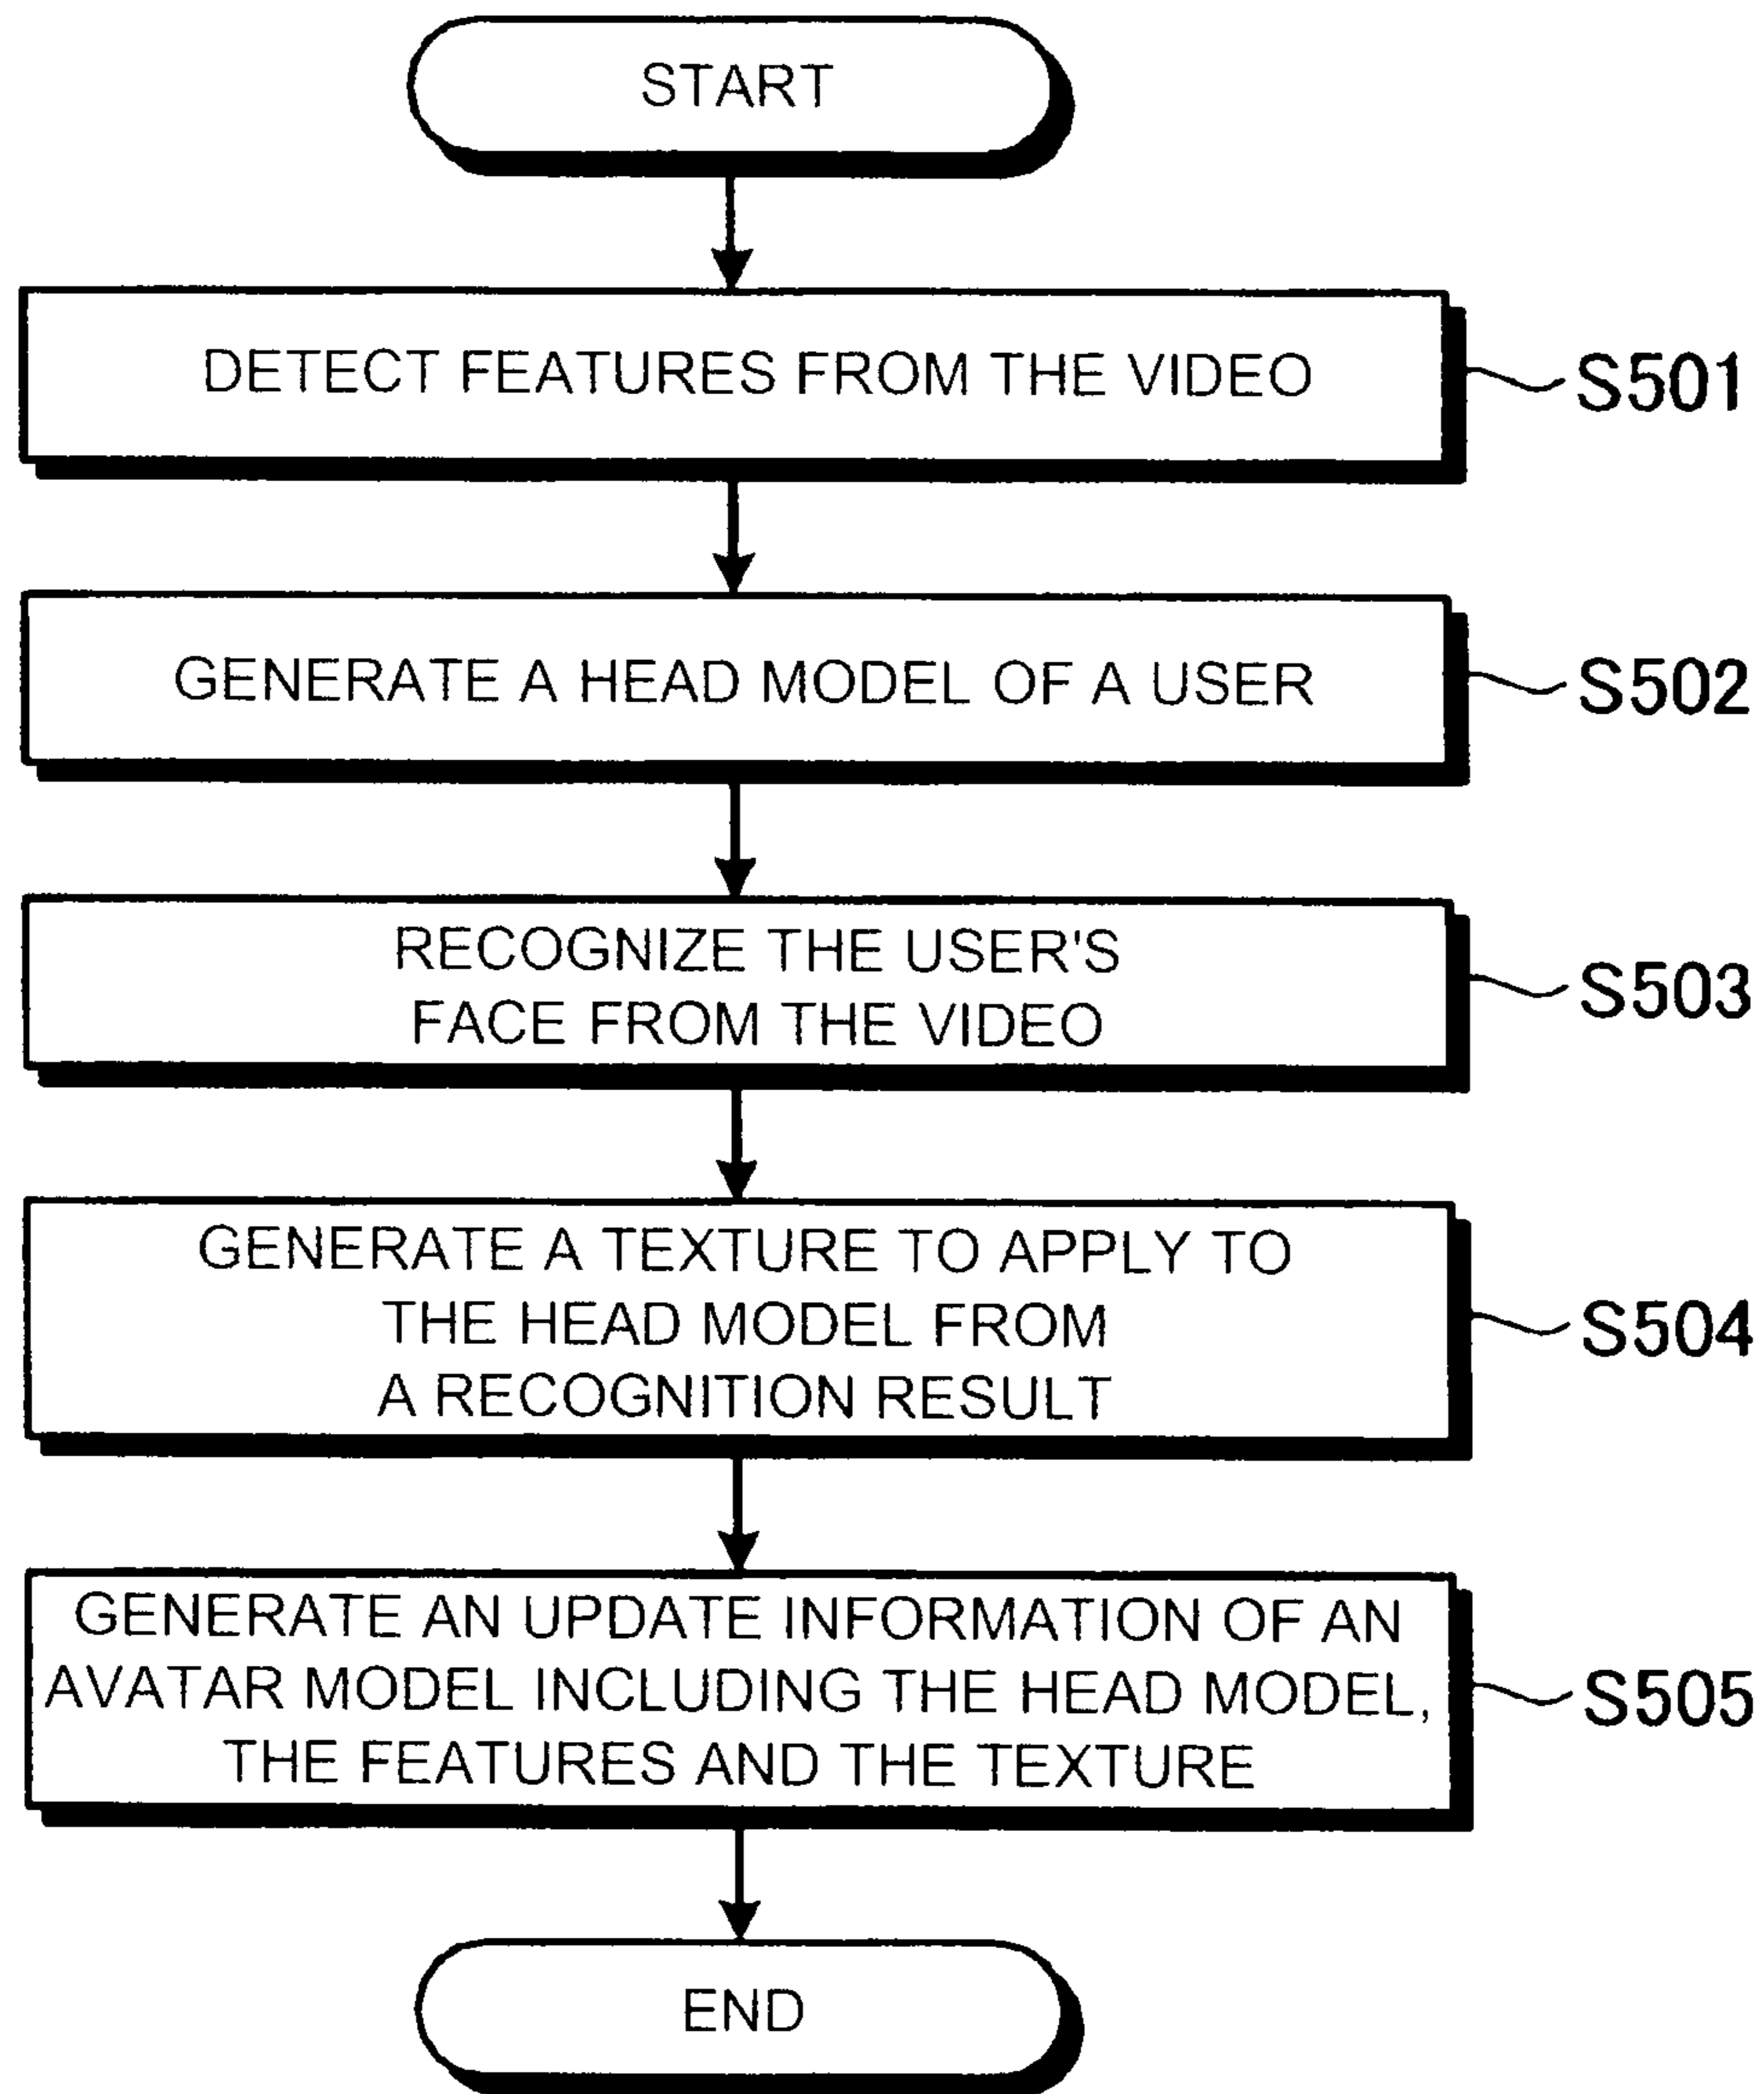 START
DETECT FEATURES FROM THE VIDEO
S501
GENERATE A HEAD MODEL OF A USER
S502
RECOGNIZE THE USER'S
FACE FROM THE VIDEO
S503
GENERATE A TEXTURE TO APPLY TO
THE HEAD MODEL FROM
A RECOGNITION RESULT
S504
GENERATE AN UPDATE INFORMATION OF AN
AVATAR MODEL INCLUDING THE HEAD MODEL,
THE FEATURES AND THE TEXTURE
S505
END